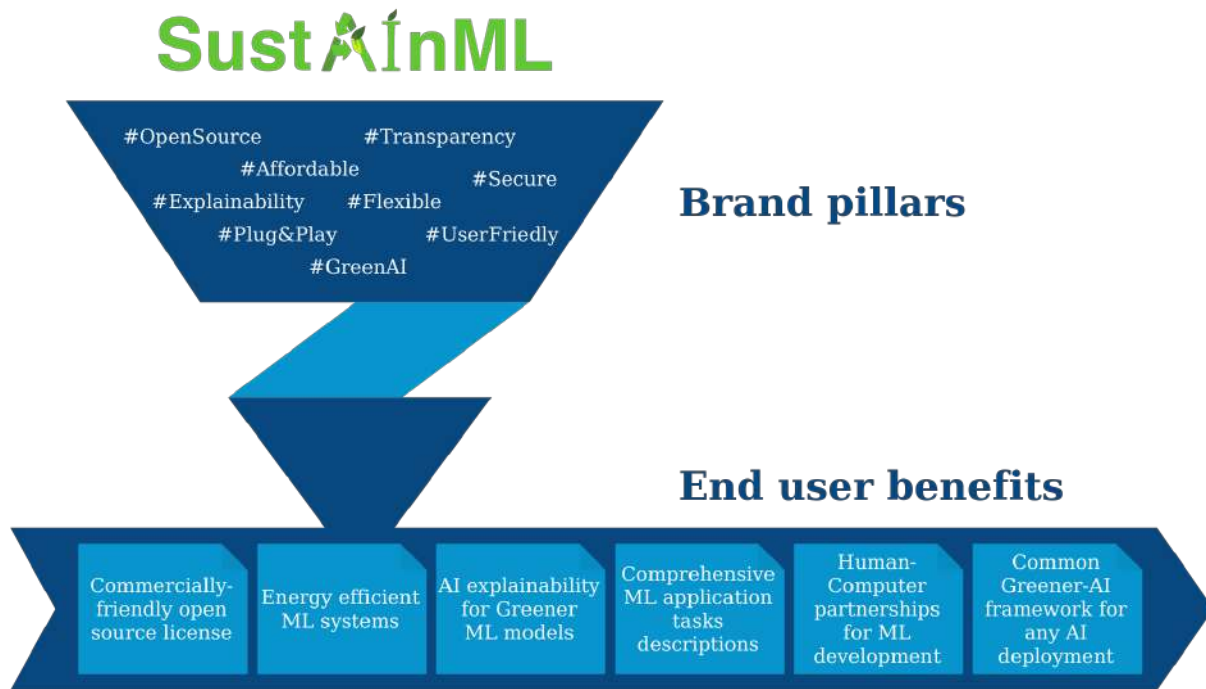 SustAInML
#OpenSource #Transparency
#Affordable #Secure
#Explainability #Flexible
#Plug&Play #UserFriedly
#GreenAI
Brand pillars
End user benefits
Commercially-
friendly open
source license
Energy efficient
ML systems
AI explainability
for Greener
ML models
Comprehensive
ML application
tasks
descriptions
Human-
Computer
partnerships
for ML
development
Common
Greener-AI
framework for
any AI
deployment